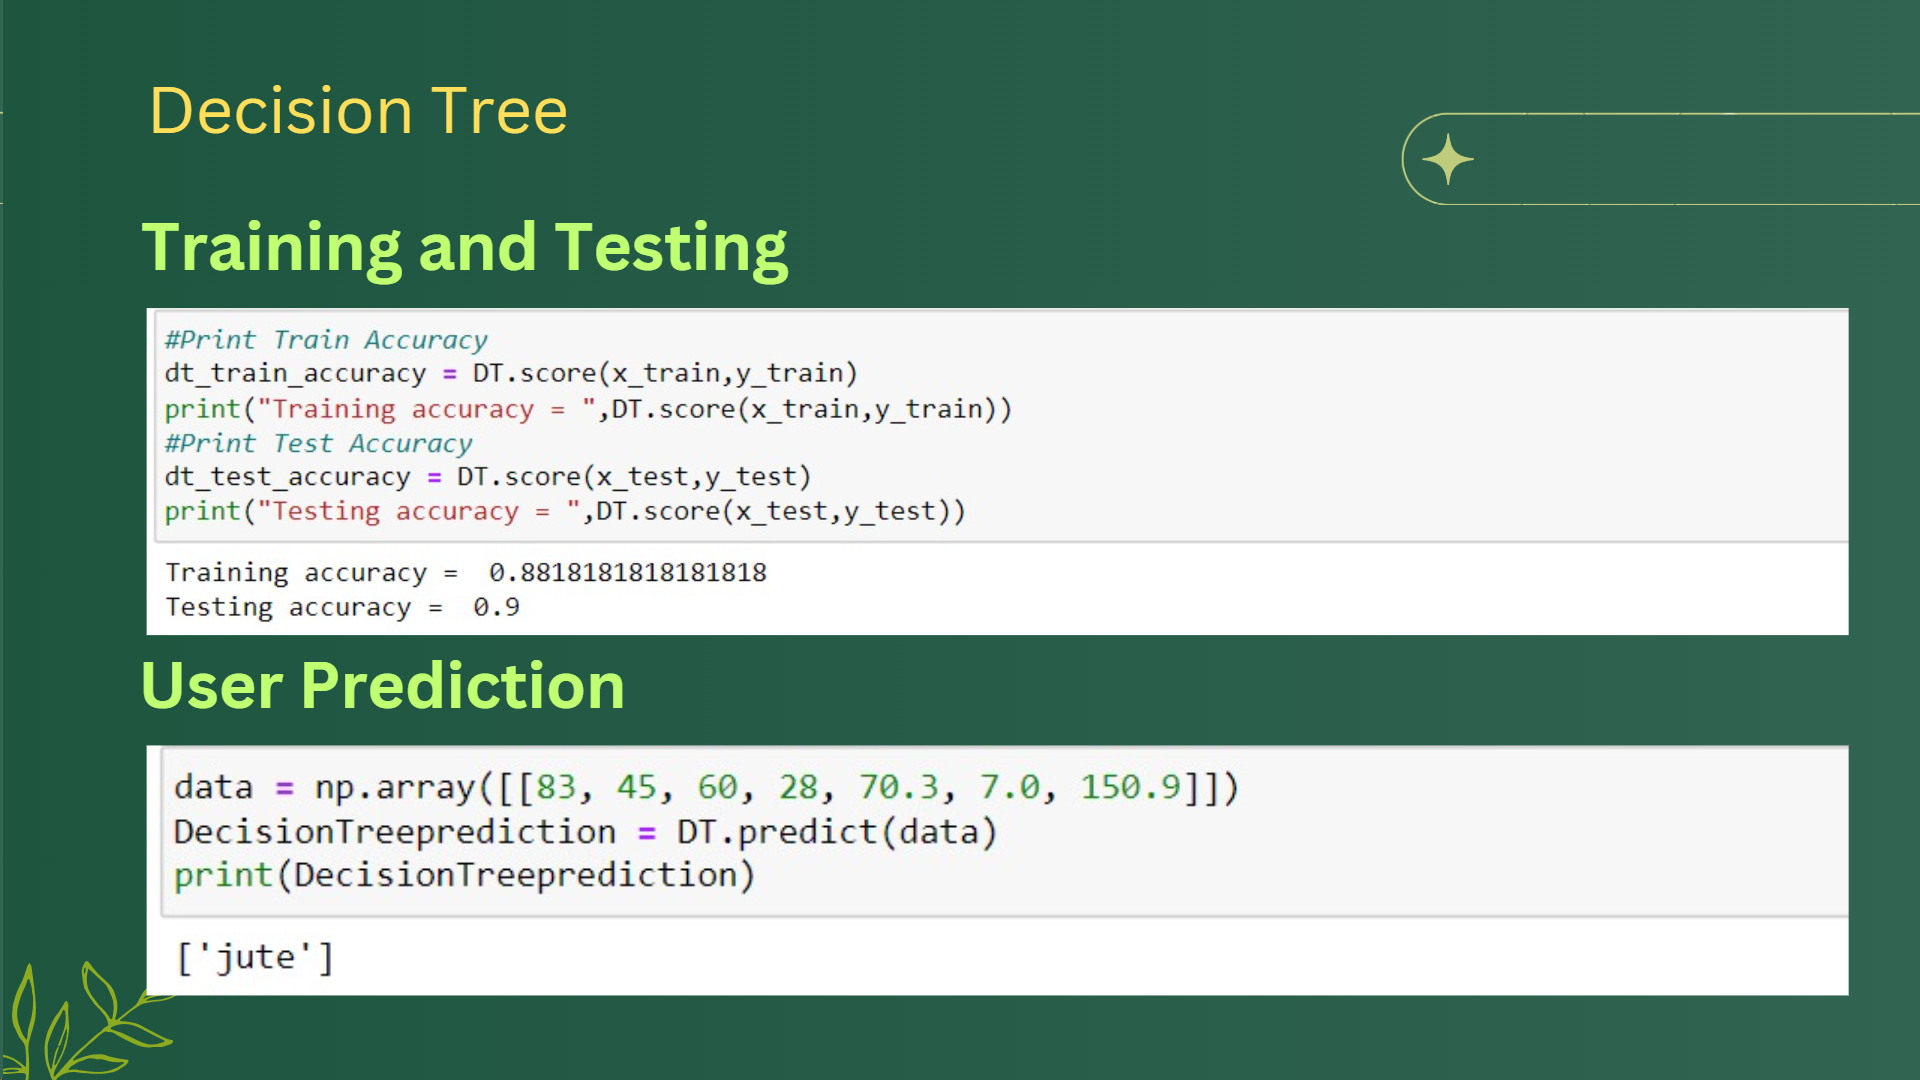 Decision Tree
Training and Testing
#Print Train Accuracy
dt_train_accuracy = DT.score(x_train,y_train)
print("Training accuracy = ",DT.score(x_train,y_train))
#Print Test Accuracy
dt_test_accuracy = DT.score(x_test,y_test)
print("Testing accuracy = ",DT.score(x_test,y_test))
Training accuracy =  0.8818181818181818
Testing accuracy =  0.9
User Prediction
data = np.array([[83, 45, 60, 28, 70.3, 7.0, 150.9]])
DecisionTreeprediction = DT.predict(data)
print(DecisionTreeprediction)
['jute']